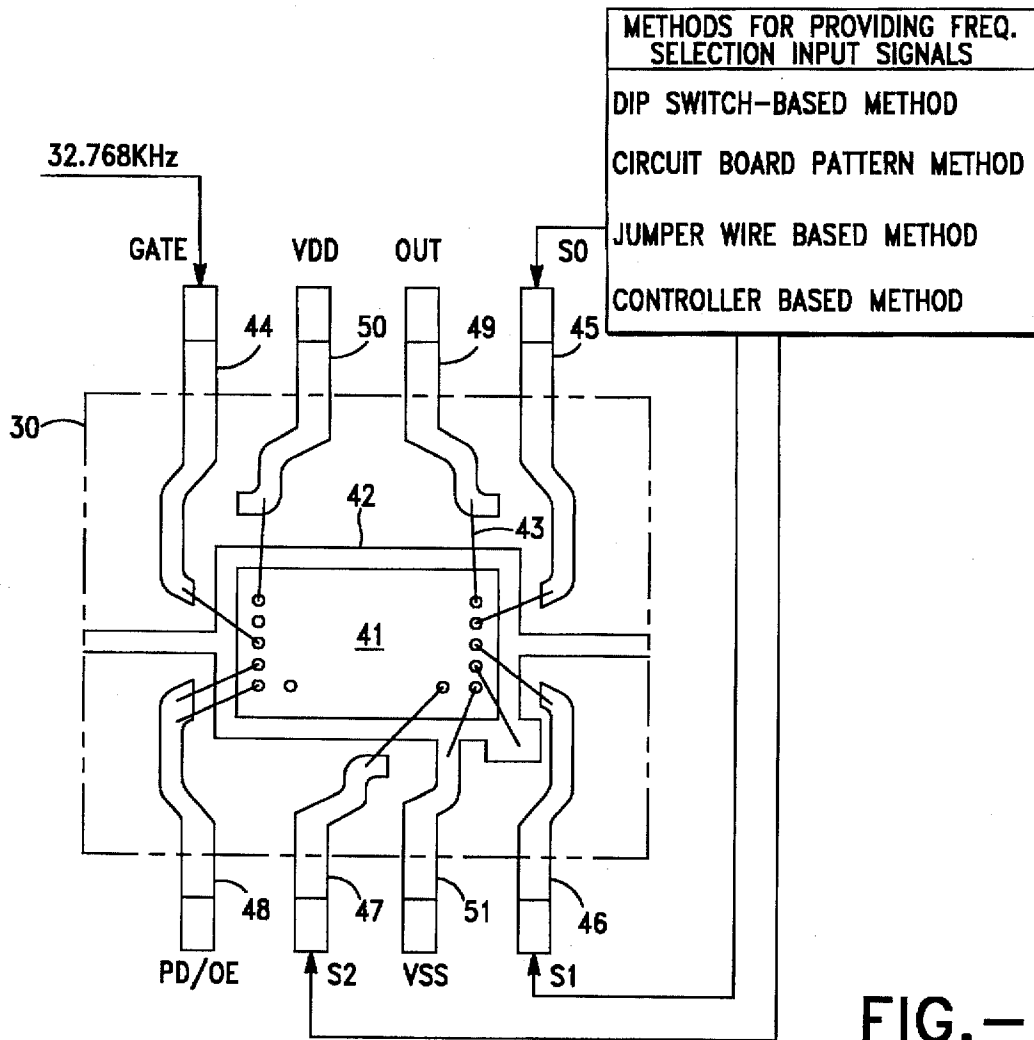 METHODS FOR PROVIDING FREQ.
SELECTION INPUT SIGNALS
DIP SWITCH-BASED METHOD
CIRCUIT BOARD PATTERN METHOD
JUMPER WIRE BASED METHOD
CONTROLLER BASED METHOD
32.768KHz
GATE
VDD
OUT
S0
44
50
49
45
30
42
43
41
48
47
51
46
PD/OE
S2
VSS
S1
FIG.–